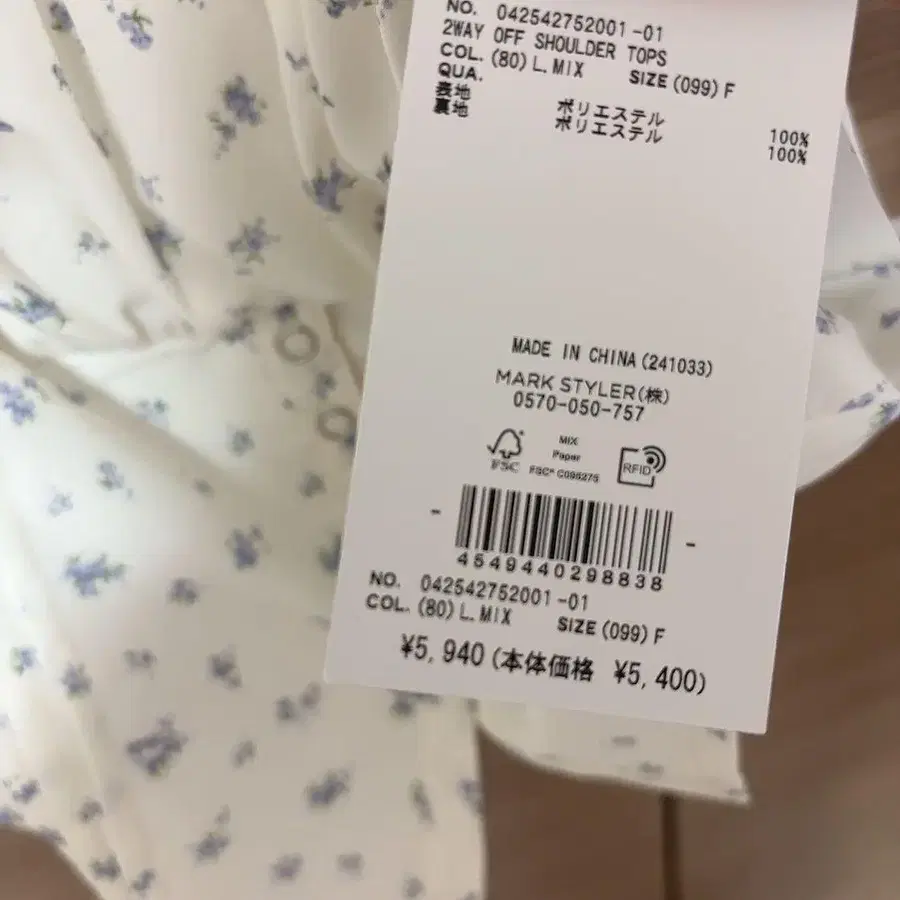 NO. 042542752001-01
2WAY OFF SHOULDER TOPS
COL. (80) L.MIX SIZE (099) F
QUA.
表地 ポリエステル 100%
裏地 ポリエステル 100%
MADE IN CHINA (241033)
MARK STYLER(株)
0570-050-757
FSC MIX Paper FSC® C095275 RFID
4549440298838
NO. 042542752001-01
COL. (80) L.MIX SIZE (099) F
¥5,940 (本体価格 ¥5,400)